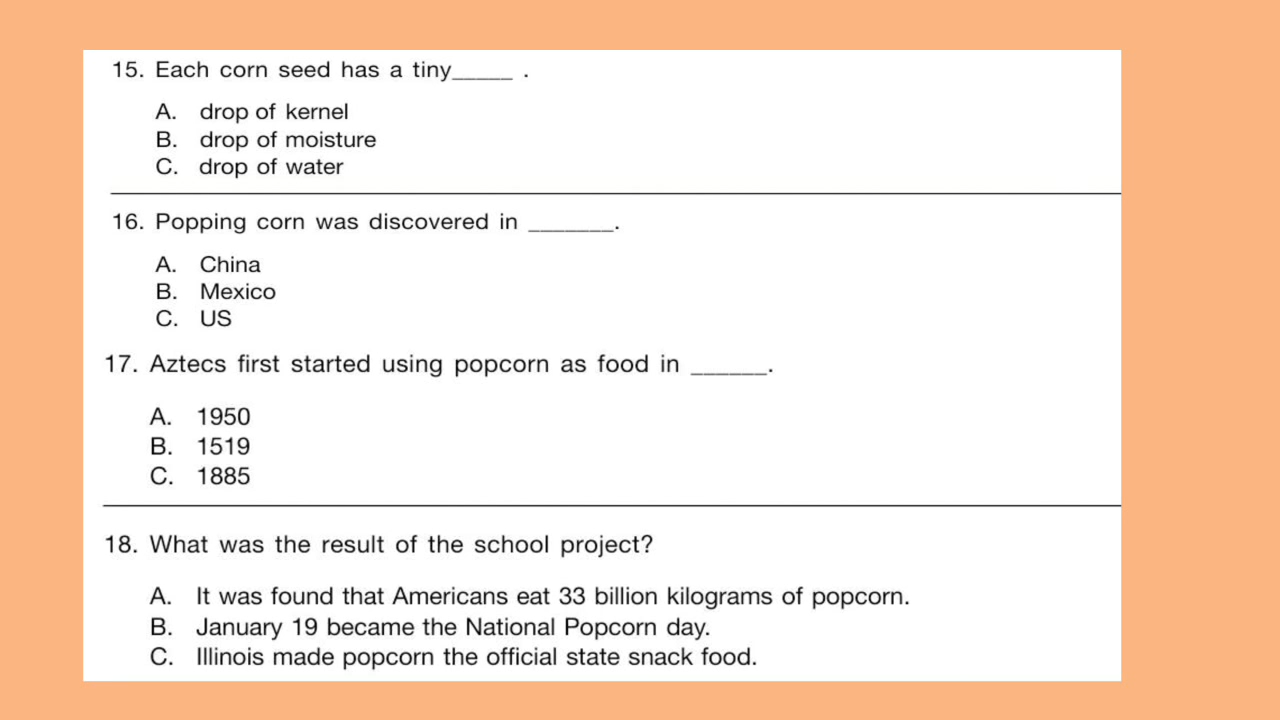 15. Each corn seed has a tiny_____ .
A. drop of kernel
B. drop of moisture
C. drop of water
16. Popping corn was discovered in _______.
A. China
B. Mexico
C. US
17. Aztecs first started using popcorn as food in ______.
A. 1950
B. 1519
C. 1885
18. What was the result of the school project?
A. It was found that Americans eat 33 billion kilograms of popcorn.
B. January 19 became the National Popcorn day.
C. Illinois made popcorn the official state snack food.